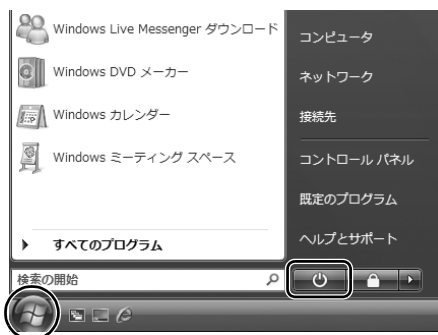 Windows Live Messenger ダウンロード
Windows DVD メーカー
Windows カレンダー
Windows ミーティング スペース
すべてのプログラム
検索の開始
コンピュータ
ネットワーク
接続先
コントロール パネル
既定のプログラム
ヘルプとサポート